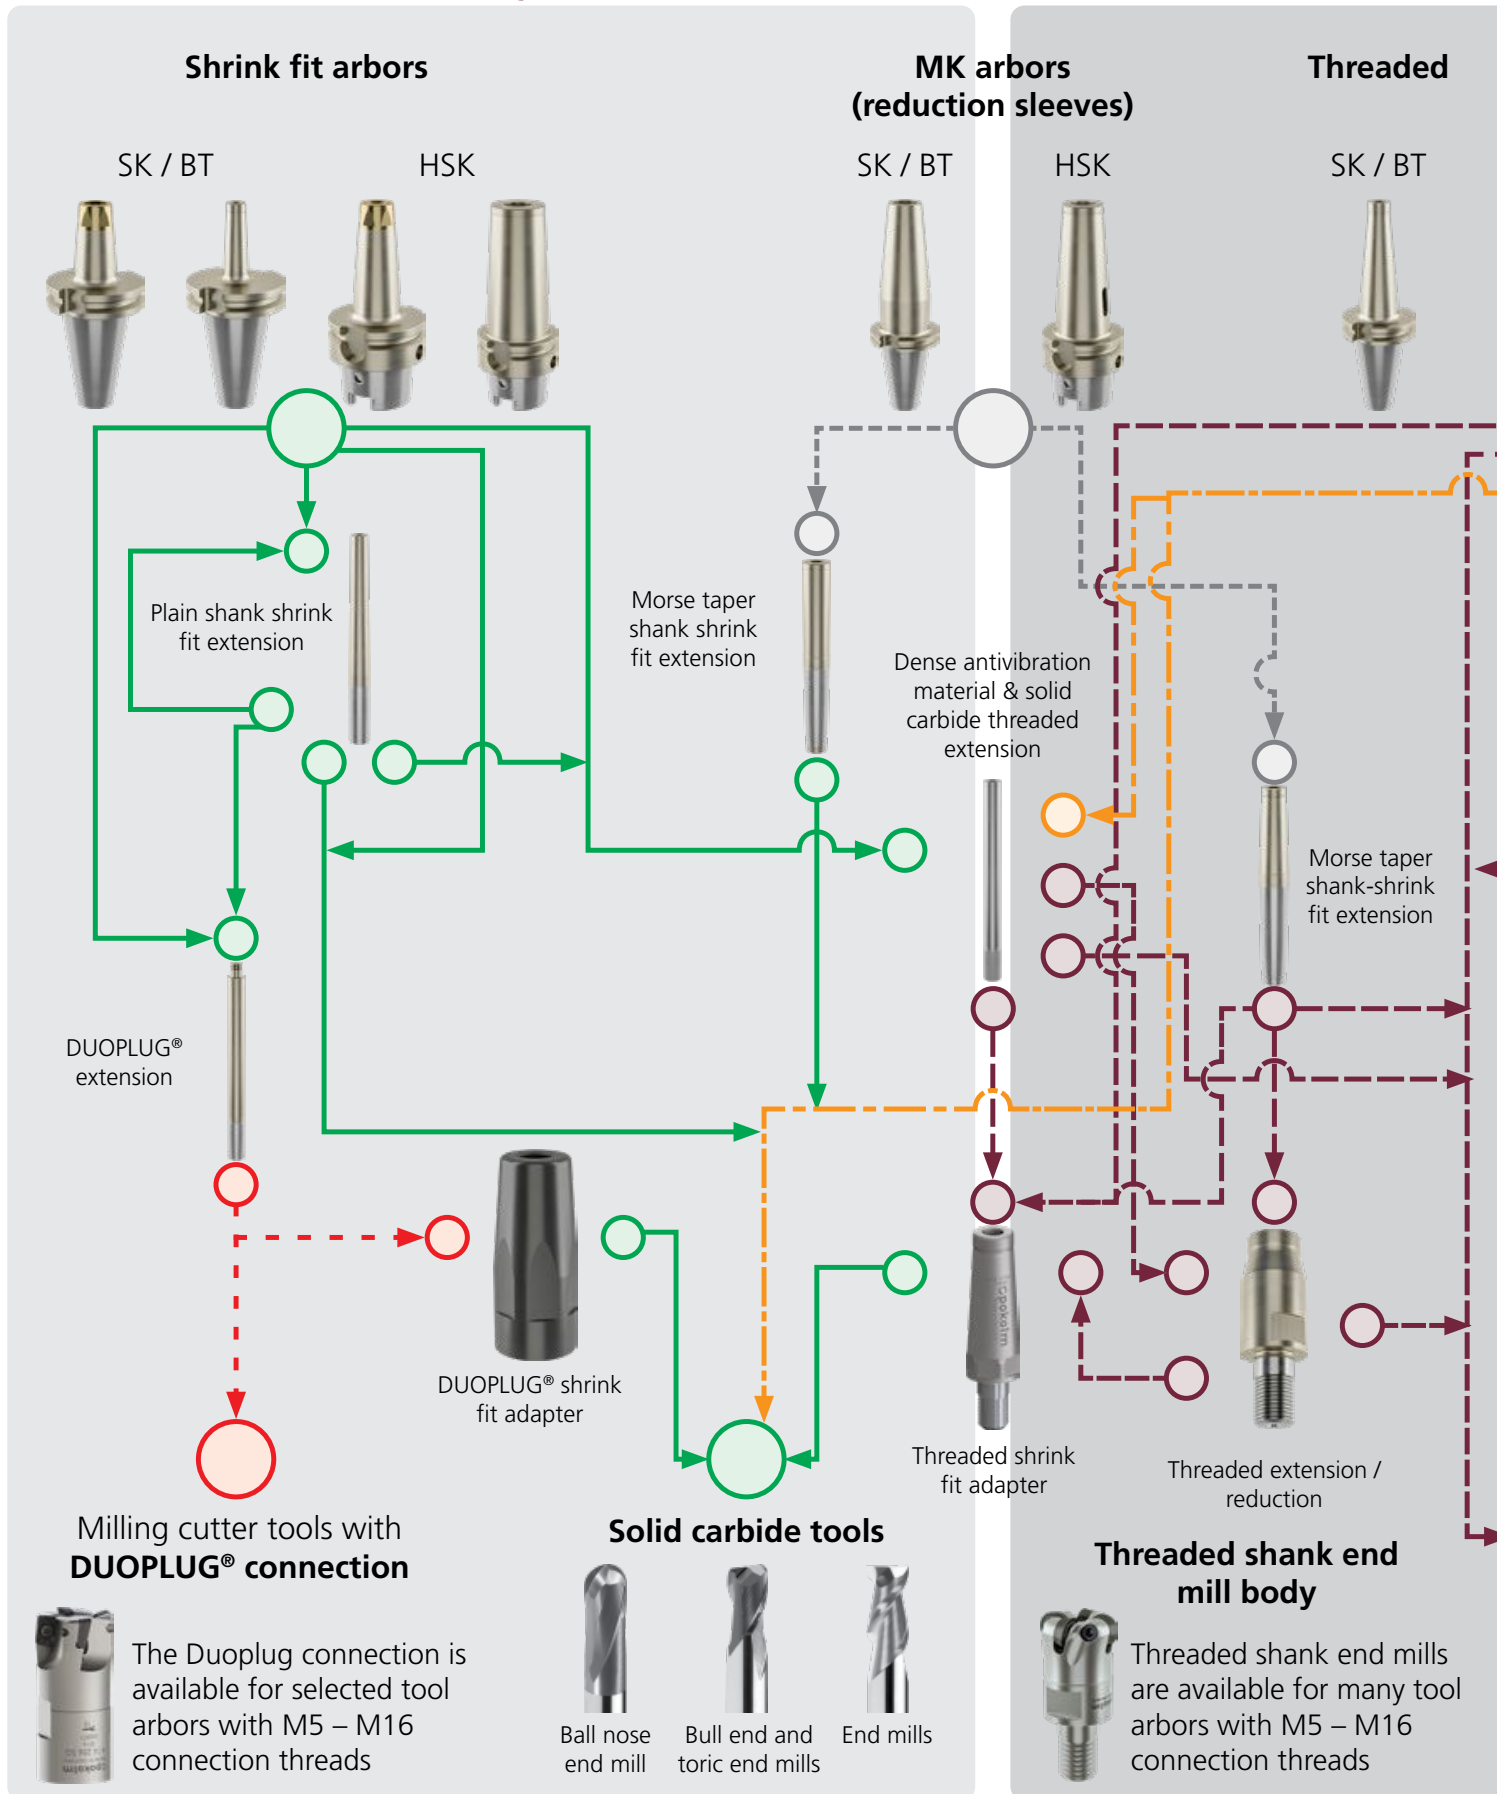 Shrink fit arbors
MK arbors
(reduction sleeves)
Threaded
SK / BT
HSK
SK / BT
HSK
SK / BT
Plain shank shrink
fit extension
Morse taper
shank shrink
fit extension
Dense antivibration
material & solid
carbide threaded
extension
Morse taper
shank-shrink
fit extension
DUOPLUG®
extension
DUOPLUG® shrink
fit adapter
pokolm
Threaded shrink
fit adapter
Threaded extension /
reduction
Milling cutter tools with
DUOPLUG® connection
The Duoplug connection is
available for selected tool
arbors with M5 – M16
connection threads
Solid carbide tools
Ball nose
end mill
Bull end and
toric end mills
End mills
Threaded shank end
mill body
Threaded shank end mills
are available for many tool
arbors with M5 – M16
connection threads